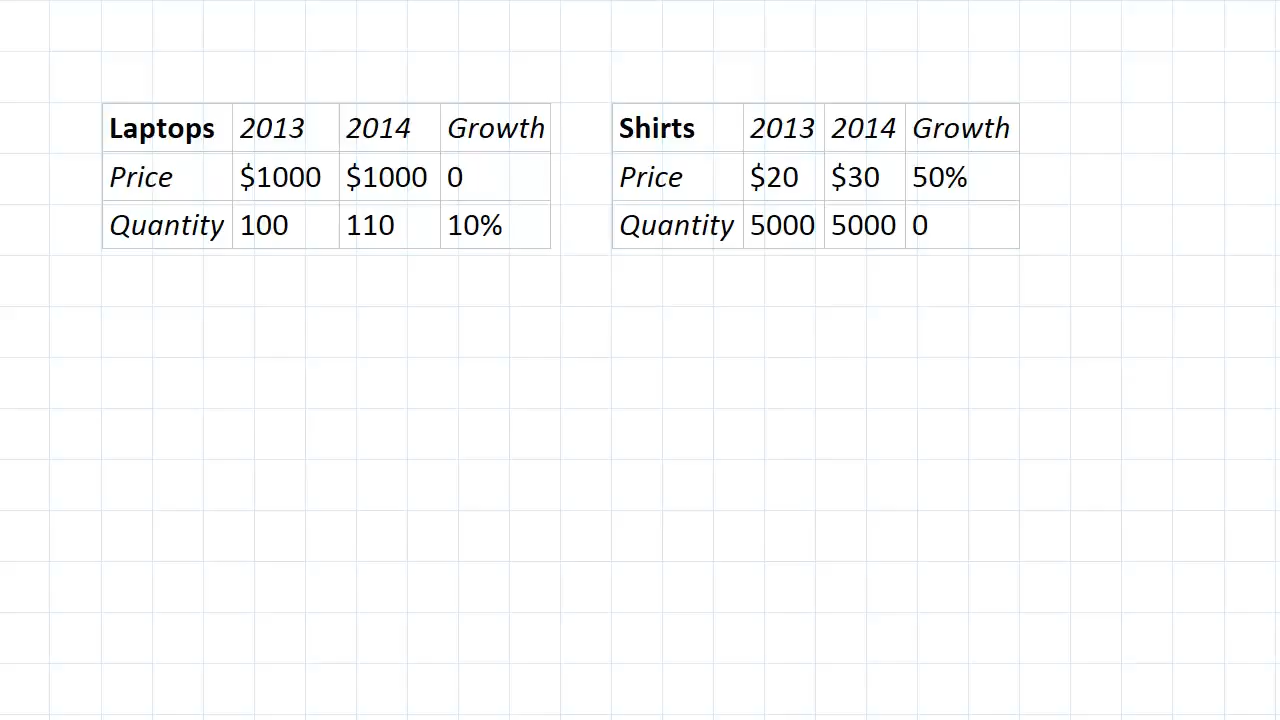 Laptops 2013 2014 Growth
Price $1000 $1000 0
Quantity 100 110 10%
Shirts 2013 2014 Growth
Price $20 $30 50%
Quantity 5000 5000 0